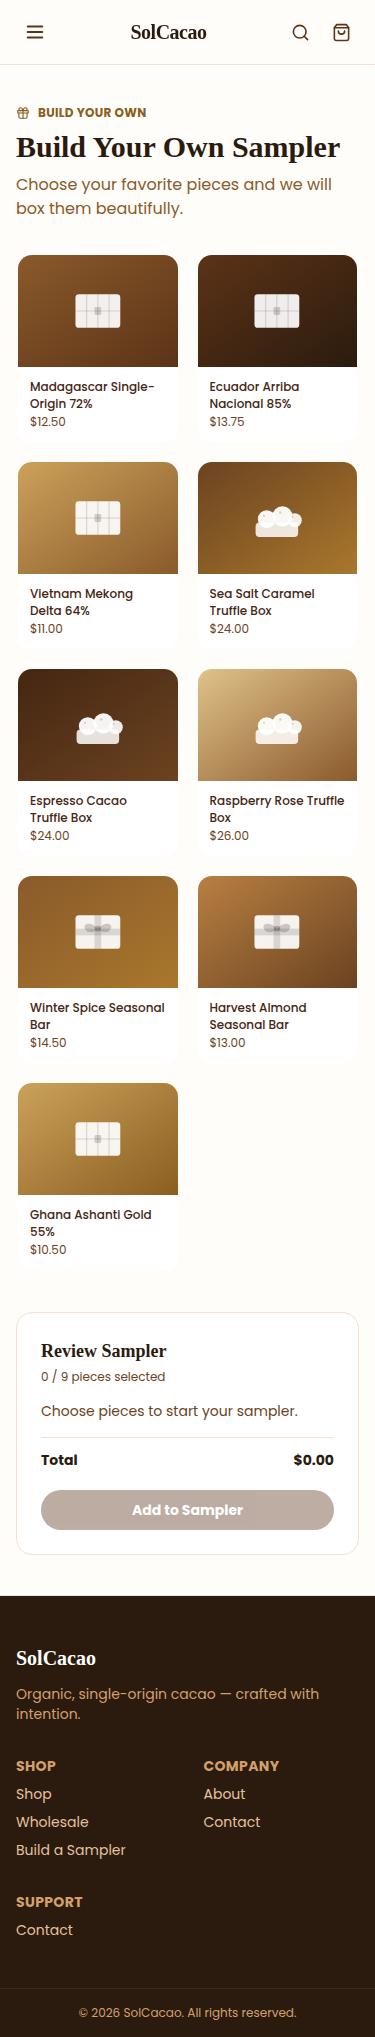 SolCacao
BUILD YOUR OWN
Build Your Own Sampler
Choose your favorite pieces and we will
box them beautifully.
Madagascar Single-
Origin 72%
$12.50
Ecuador Arriba
Nacional 85%
$13.75
Vietnam Mekong
Delta 64%
$11.00
Sea Salt Caramel
Truffle Box
$24.00
Espresso Cacao
Truffle Box
$24.00
Raspberry Rose Truffle
Box
$26.00
Winter Spice Seasonal
Bar
$14.50
Harvest Almond
Seasonal Bar
$13.00
Ghana Ashanti Gold
55%
$10.50
Review Sampler
0 / 9 pieces selected
Choose pieces to start your sampler.
Total $0.00
Add to Sampler
SolCacao
Organic, single-origin cacao — crafted with
intention.
SHOP
Shop
Wholesale
Build a Sampler
COMPANY
About
Contact
SUPPORT
Contact
© 2026 SolCacao. All rights reserved.